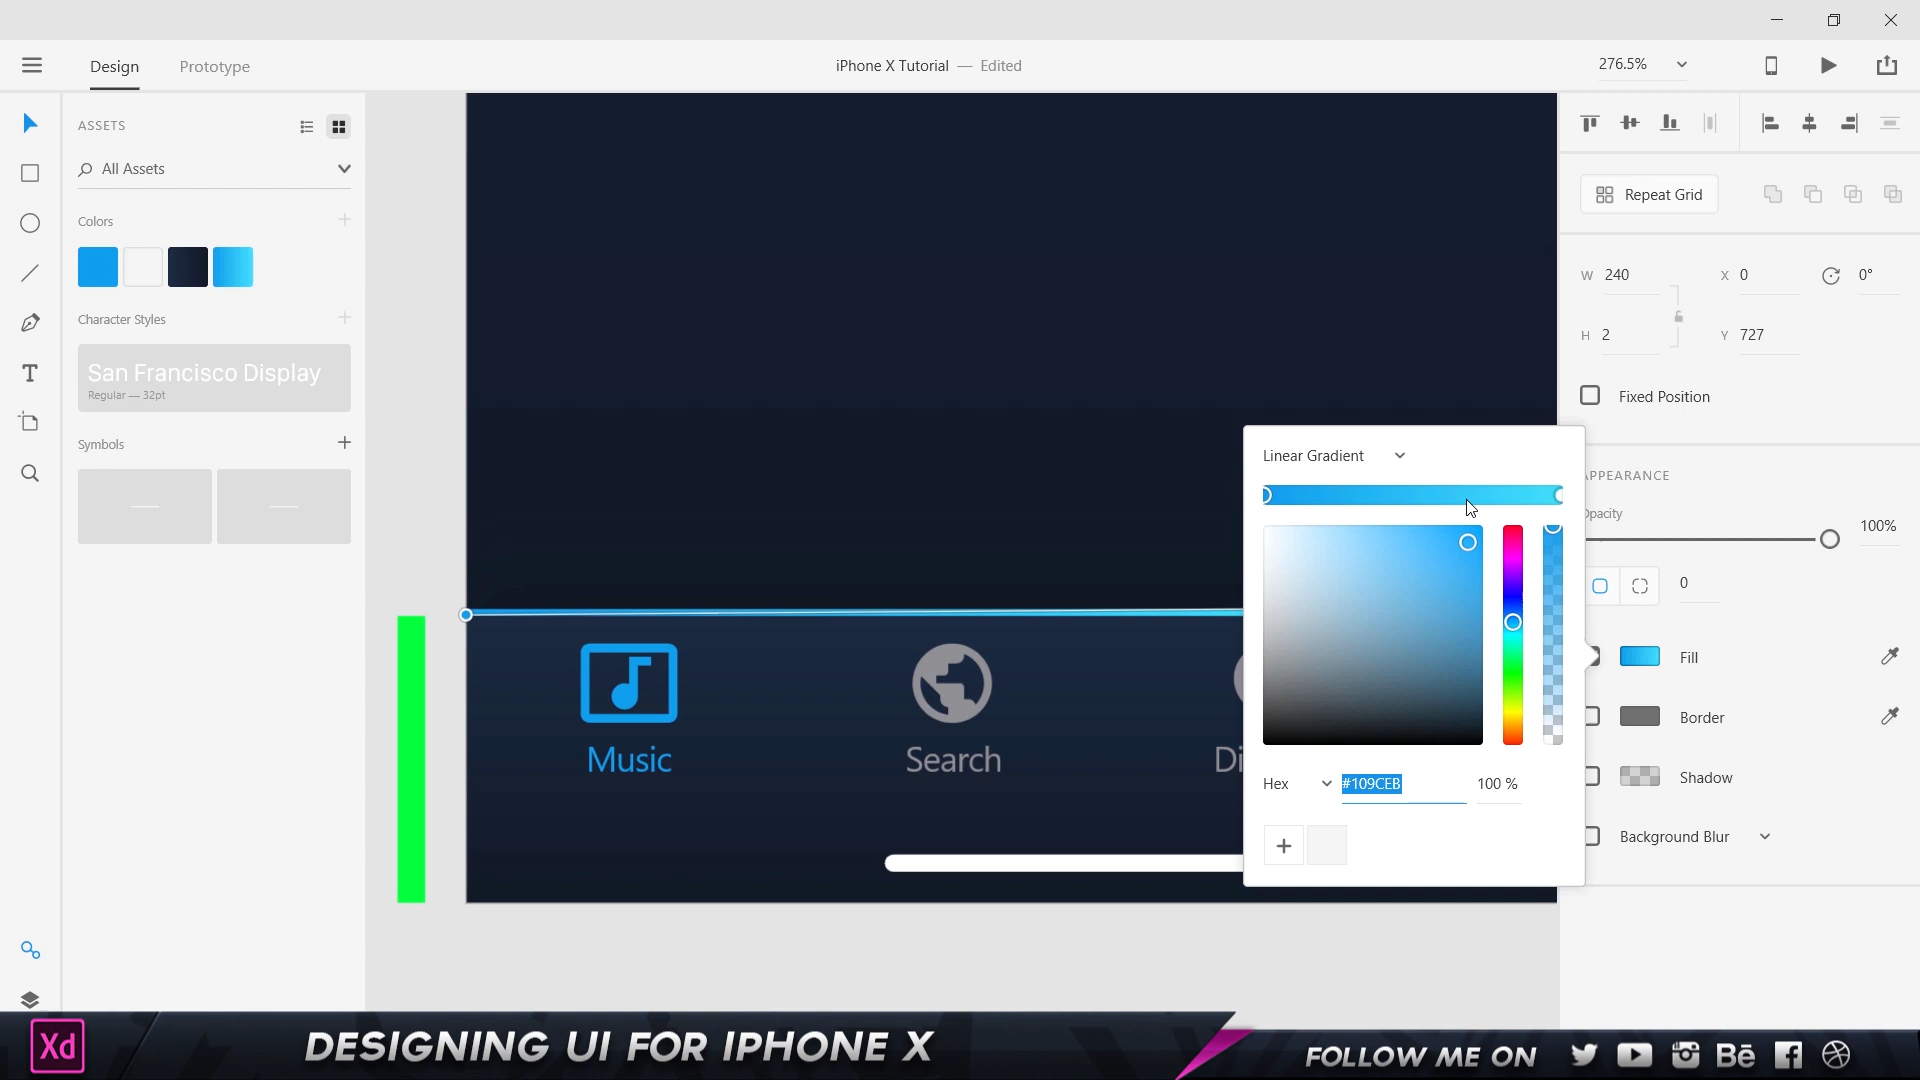 Design
Prototype
iPhone X Tutorial — Edited
276.5%
ASSETS
All Assets
Colors
Character Styles
San Francisco Display
Regular — 32pt
Symbols
Music
Search
Di
Linear Gradient
Hex
#109CEB
100 %
Repeat Grid
W 240
X 0
0°
H 2
Y 727
Fixed Position
PPEARANCE
pacity
100%
0
Fill
Border
Shadow
Background Blur
Xd
DESIGNING UI FOR IPHONE X
FOLLOW ME ON
Bē